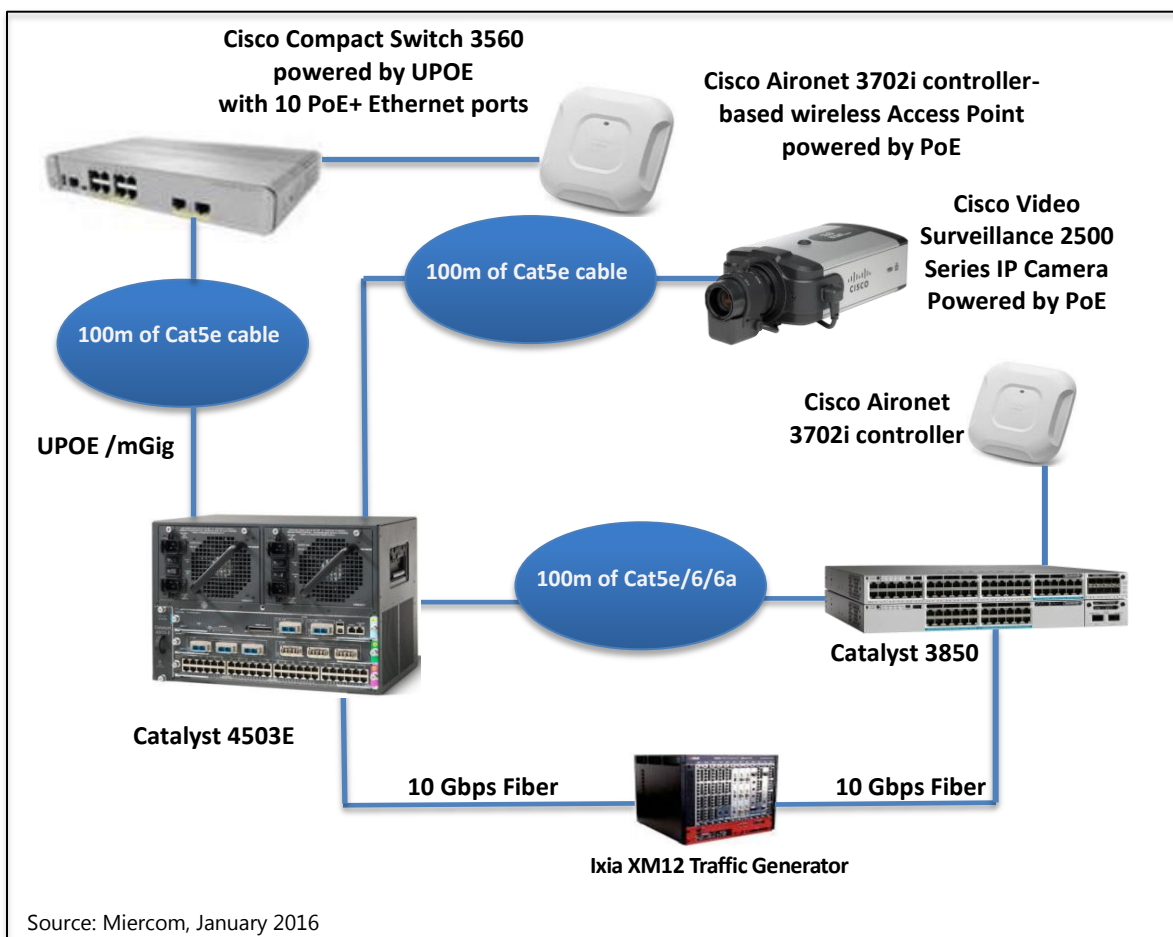 Cisco Compact Switch 3560
powered by UPOE
with 10 PoE+ Ethernet ports
Cisco Aironet 3702i controller-
based wireless Access Point
powered by PoE
Cisco Video
Surveillance 2500
Series IP Camera
Powered by PoE
100m of Cat5e cable
CISCO
100m of Cat5e cable
Cisco Aironet
3702i controller
UPOE /mGig
100m of Cat5e/6/6a
Catalyst 3850
Catalyst 4503E
10 Gbps Fiber
10 Gbps Fiber
Ixia XM12 Traffic Generator
Source: Miercom, January 2016